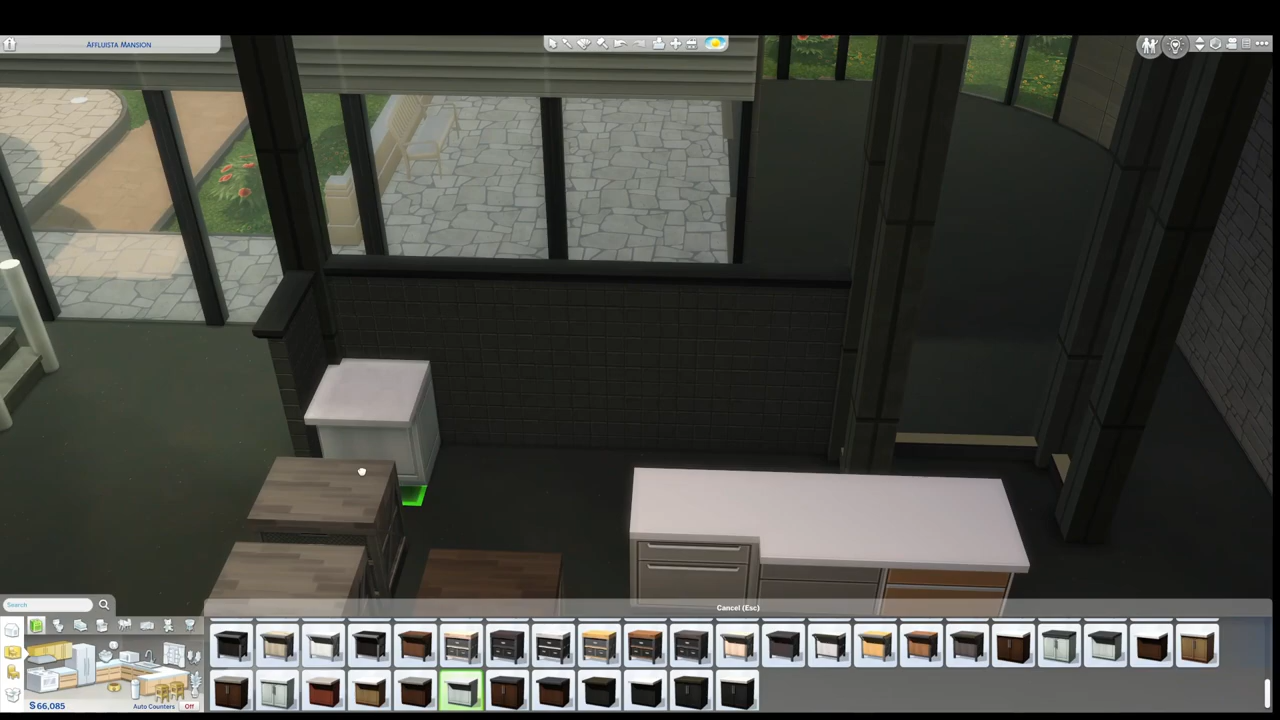 AFFLUISTA MANSION
Cancel (Esc)
Search
§66,085
Auto Counters
Off